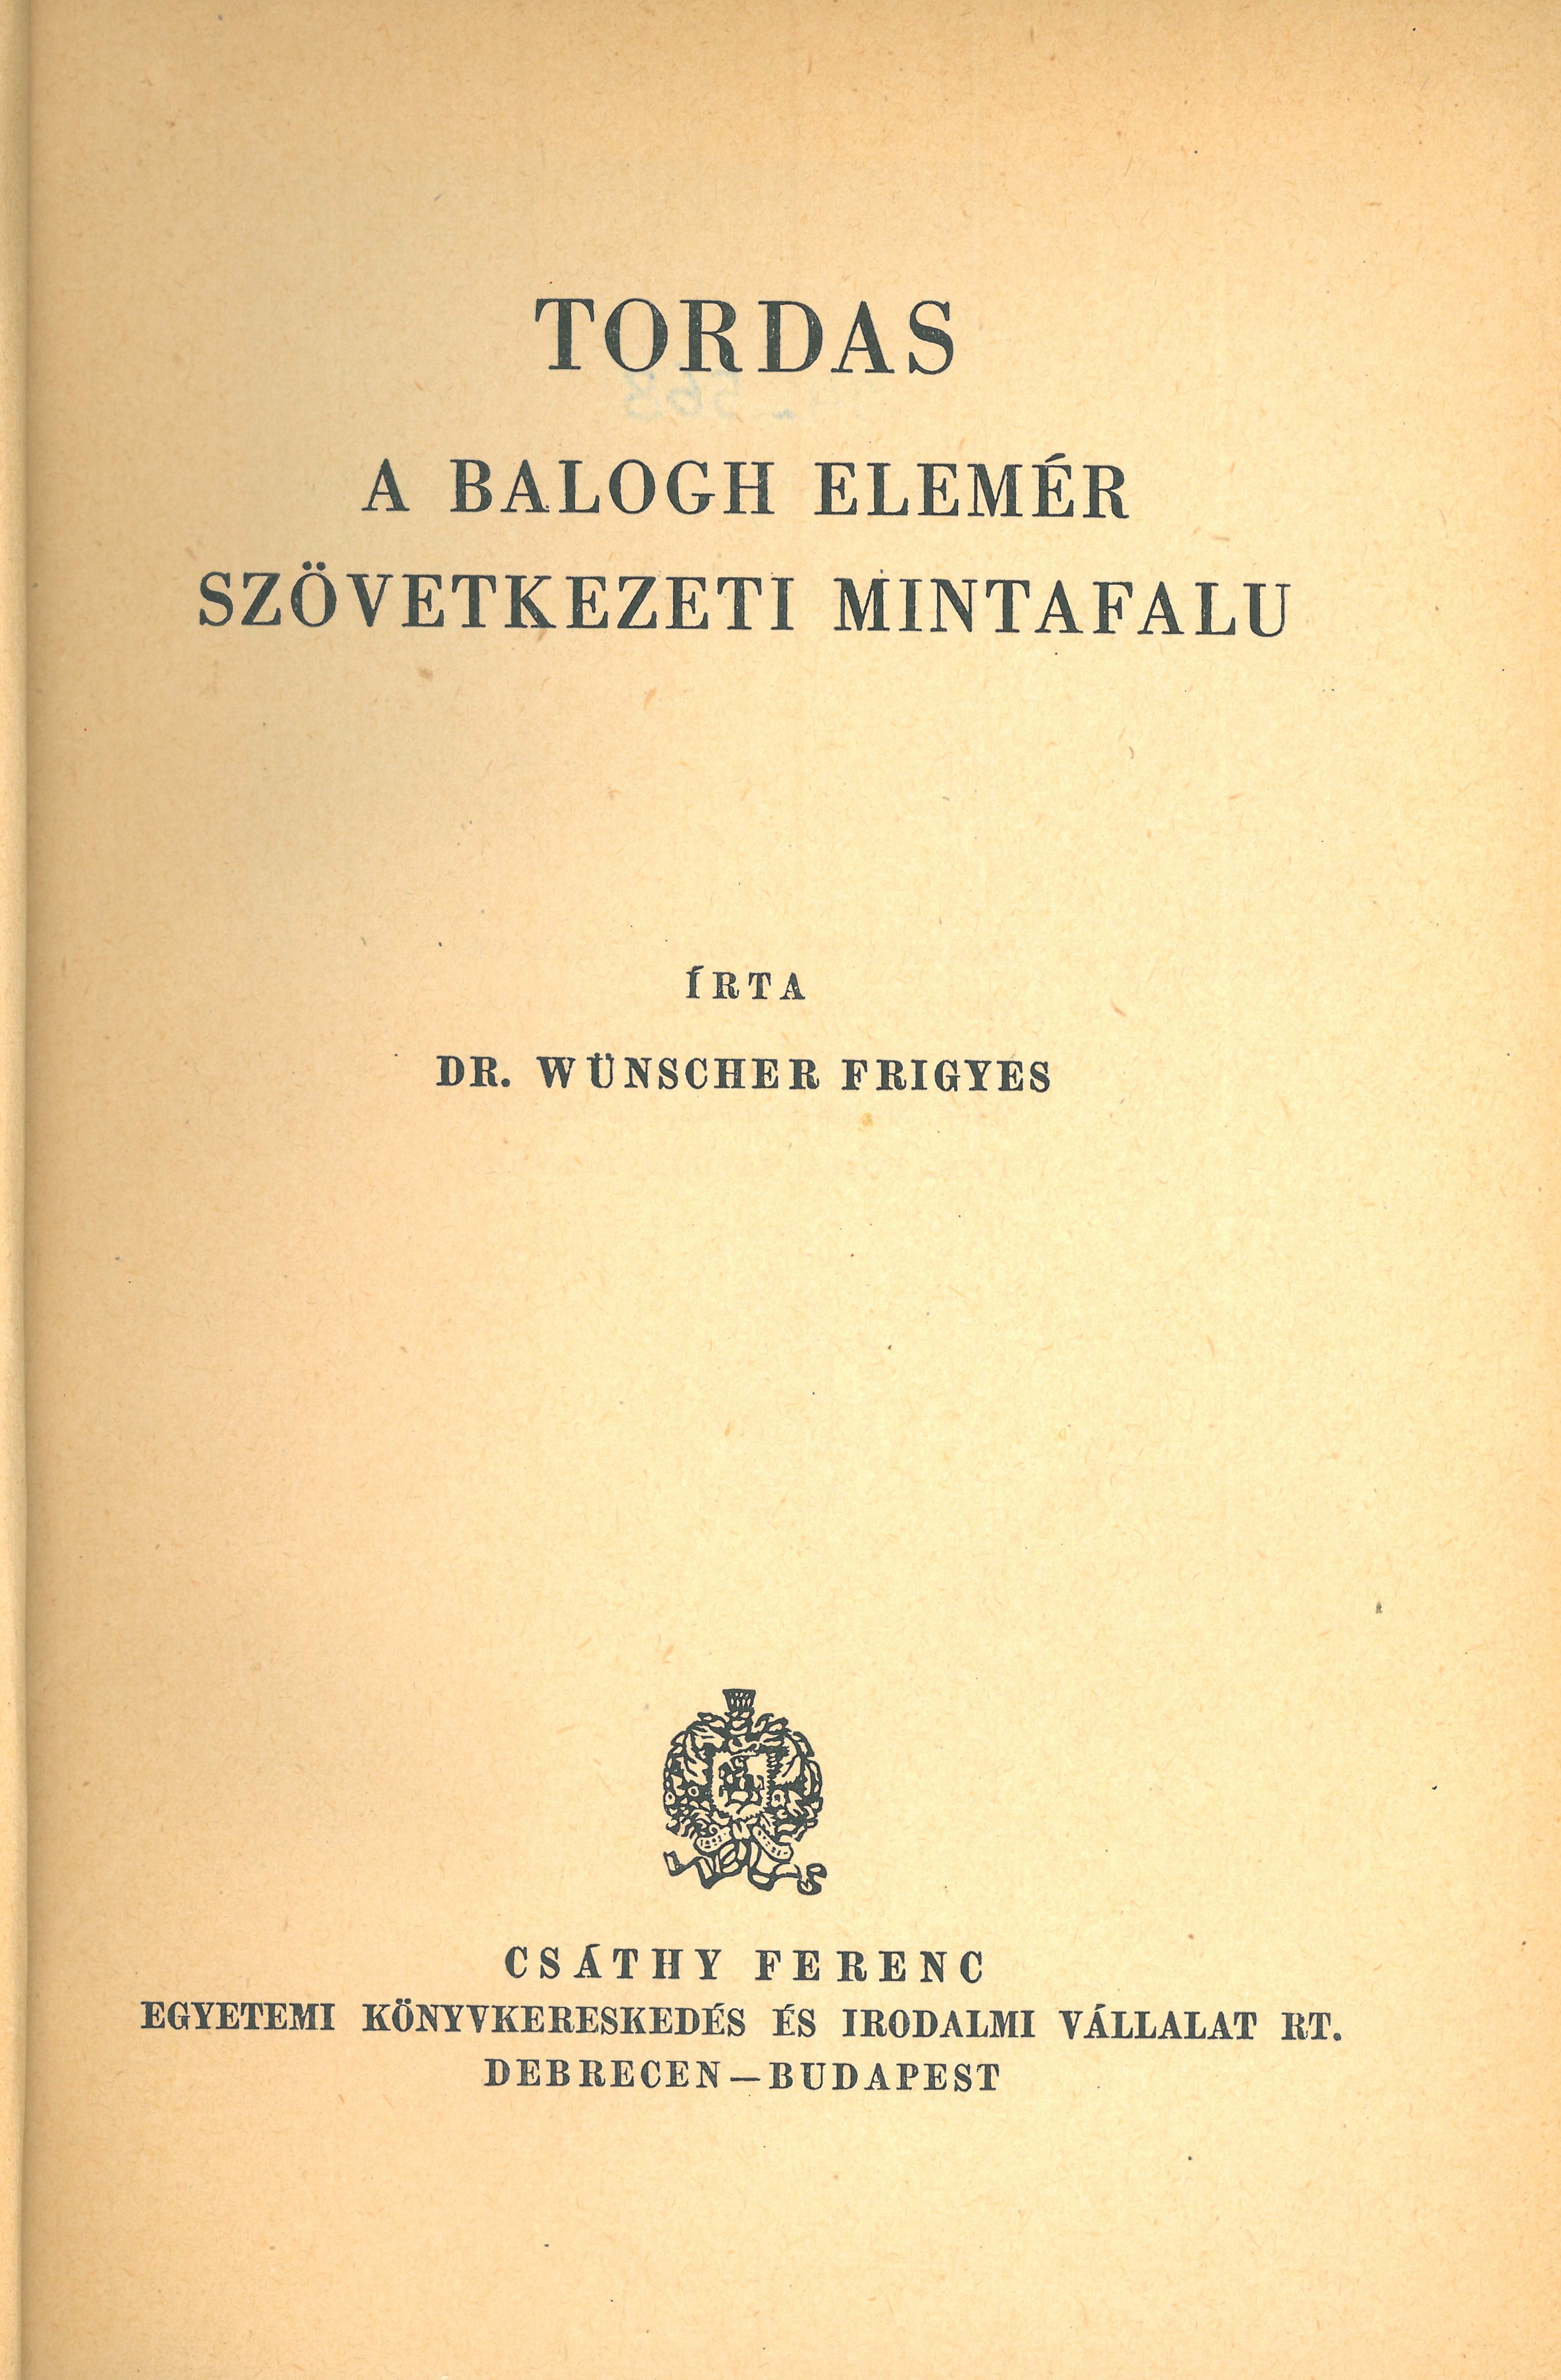 TORDAS
A BALOGH ELEMÉR
SZÖVETKEZETI MINTAFALU
ÍRTA
DR. WÜNSCHER FRIGYES
CSÁTHY FERENC
EGYETEMI KÖNYVKERESKEDÉS ÉS IRODALMI VÁLLALAT RT.
DEBRECEN—BUDAPEST